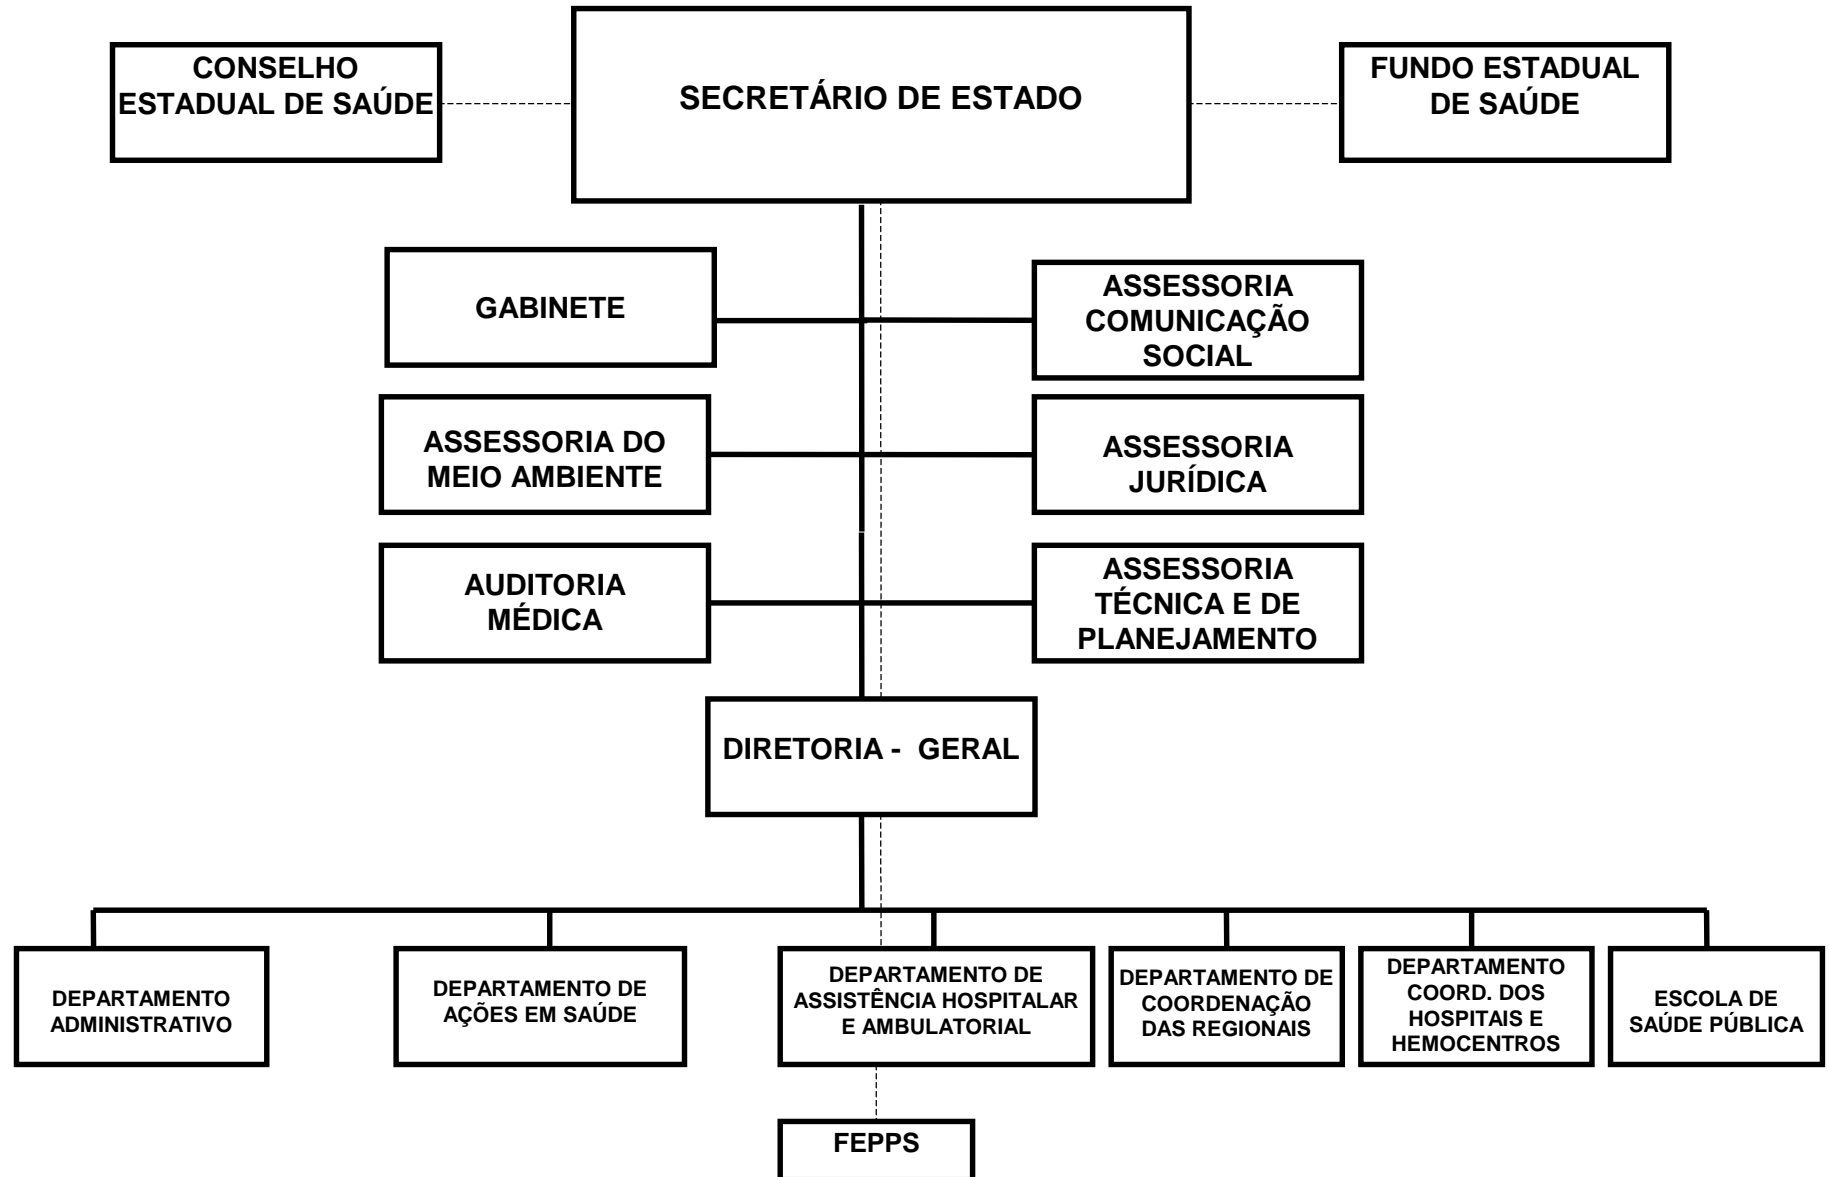 CONSELHO
ESTADUAL DE SAÚDE
SECRETÁRIO DE ESTADO
FUNDO ESTADUAL
DE SAÚDE
GABINETE
ASSESSORIA
COMUNICAÇÃO
SOCIAL
ASSESSORIA DO
MEIO AMBIENTE
ASSESSORIA
JURÍDICA
AUDITORIA
MÉDICA
ASSESSORIA
TÉCNICA E DE
PLANEJAMENTO
DIRETORIA - GERAL
DEPARTAMENTO
ADMINISTRATIVO
DEPARTAMENTO DE
AÇÕES EM SAÚDE
DEPARTAMENTO DE
ASSISTÊNCIA HOSPITALAR
E AMBULATORIAL
DEPARTAMENTO DE
COORDENAÇÃO
DAS REGIONAIS
DEPARTAMENTO
COORD. DOS
HOSPITAIS E
HEMOCENTROS
ESCOLA DE
SAÚDE PÚBLICA
FEPPS